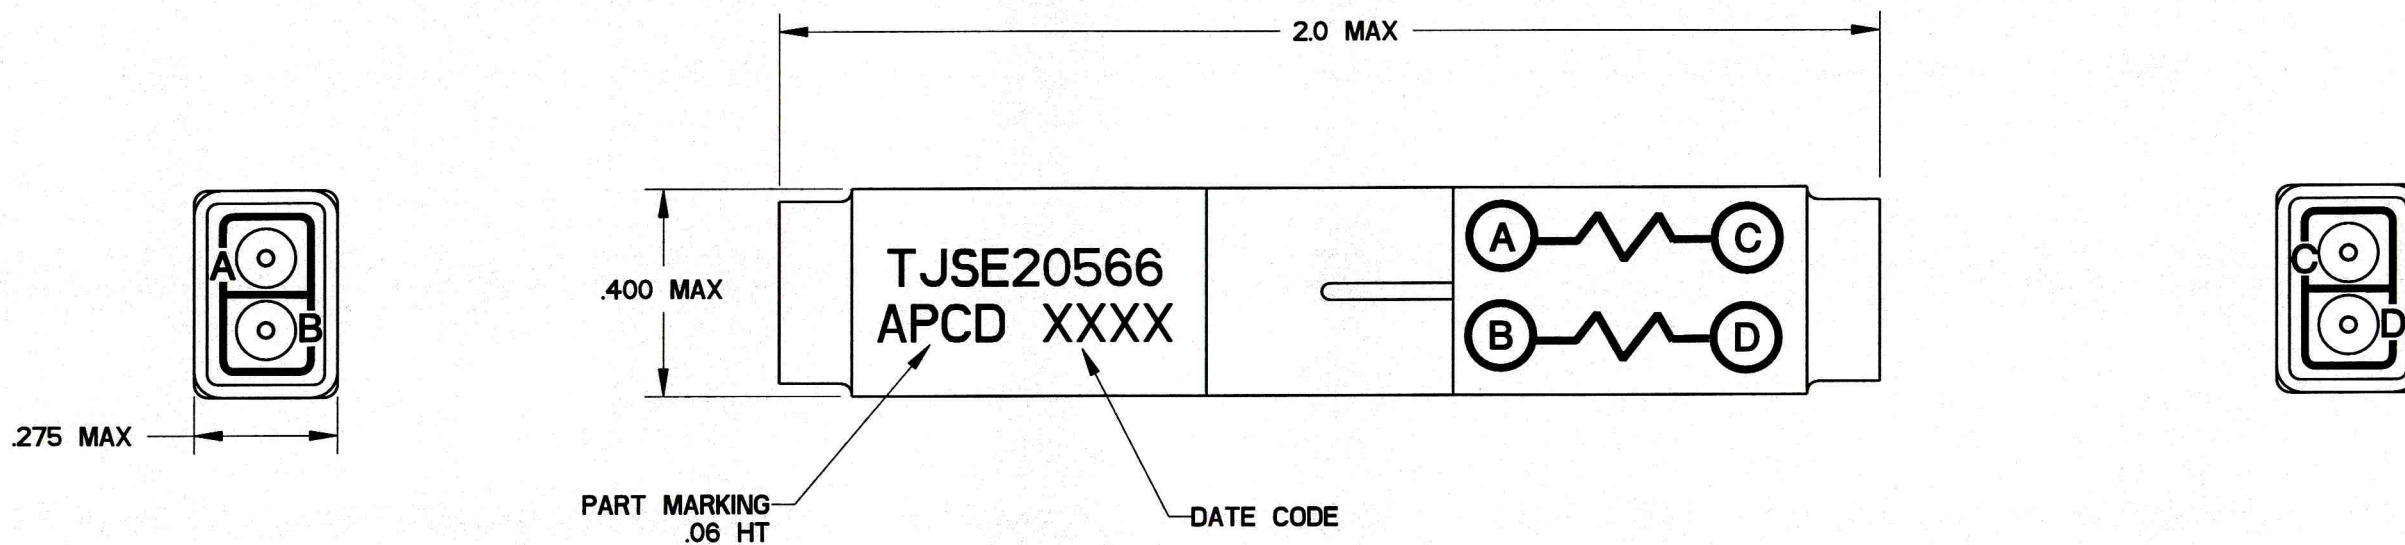 2.0 MAX
A
B
.275 MAX
.400 MAX
TJSE20566
APCD XXXX
PART MARKING
.06 HT
DATE CODE
A C
B D
C
D